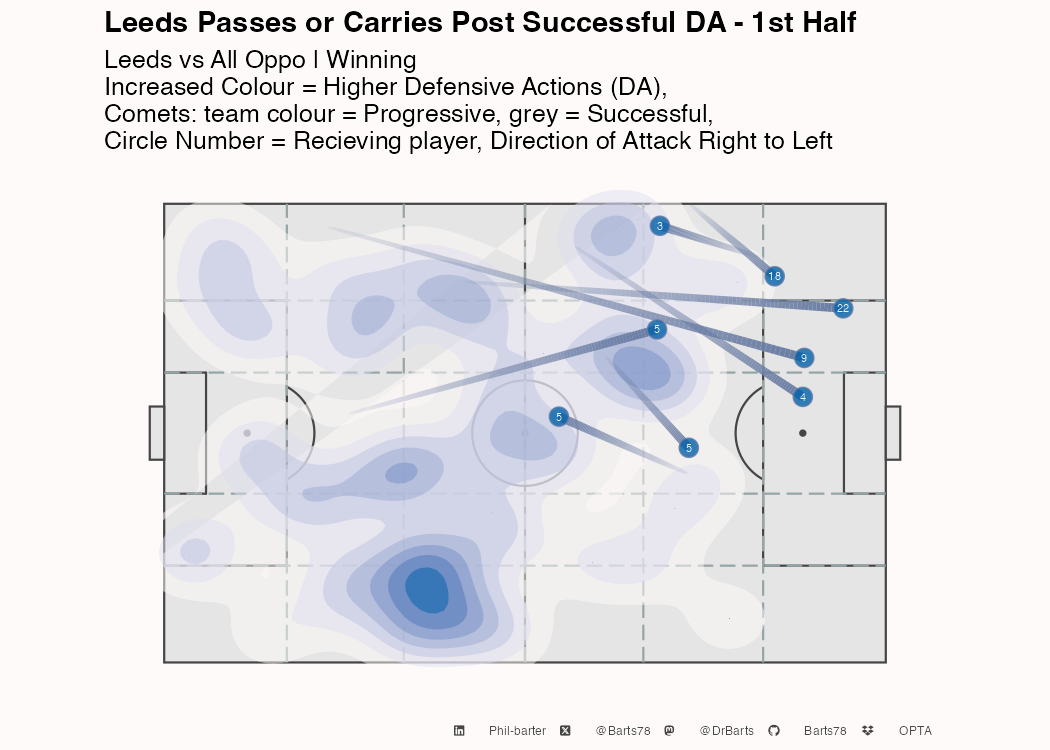 Leeds Passes or Carries Post Successful DA - 1st Half
Leeds vs All Oppo | Winning
Increased Colour = Higher Defensive Actions (DA),
Comets: team colour = Progressive, grey = Successful,
Circle Number = Recieving player, Direction of Attack Right to Left
3
18
22
5
9
4
5
5
Phil-barter @Barts78 @DrBarts Barts78 OPTA